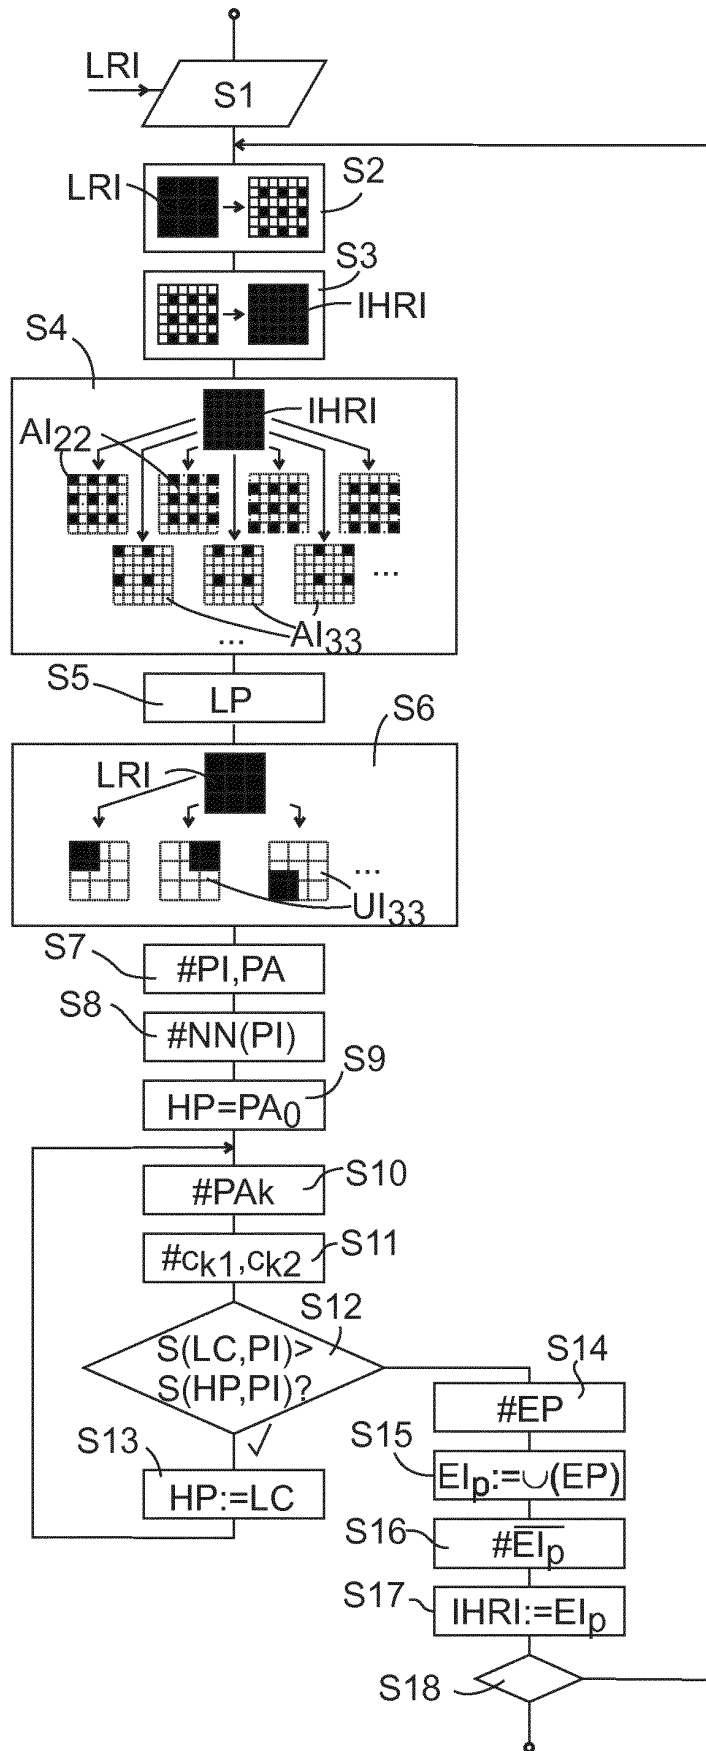 LRI
S1
S2
LRI
S3
IHRI
S4
IHRI
AI22
...
AI33
...
S5
LP
S6
LRI
...
UI33
S7
#PI,PA
S8
#NN(PI)
S9
HP=PA0
S10
#PAk
S11
#ck1,ck2
S12
S(LC,PI)>
S(HP,PI)?
✓
S13
HP:=LC
S14
#EP
S15
EIp:=∪(EP)
S16
#E̅I̅p̅
S17
IHRI:=EIp
S18